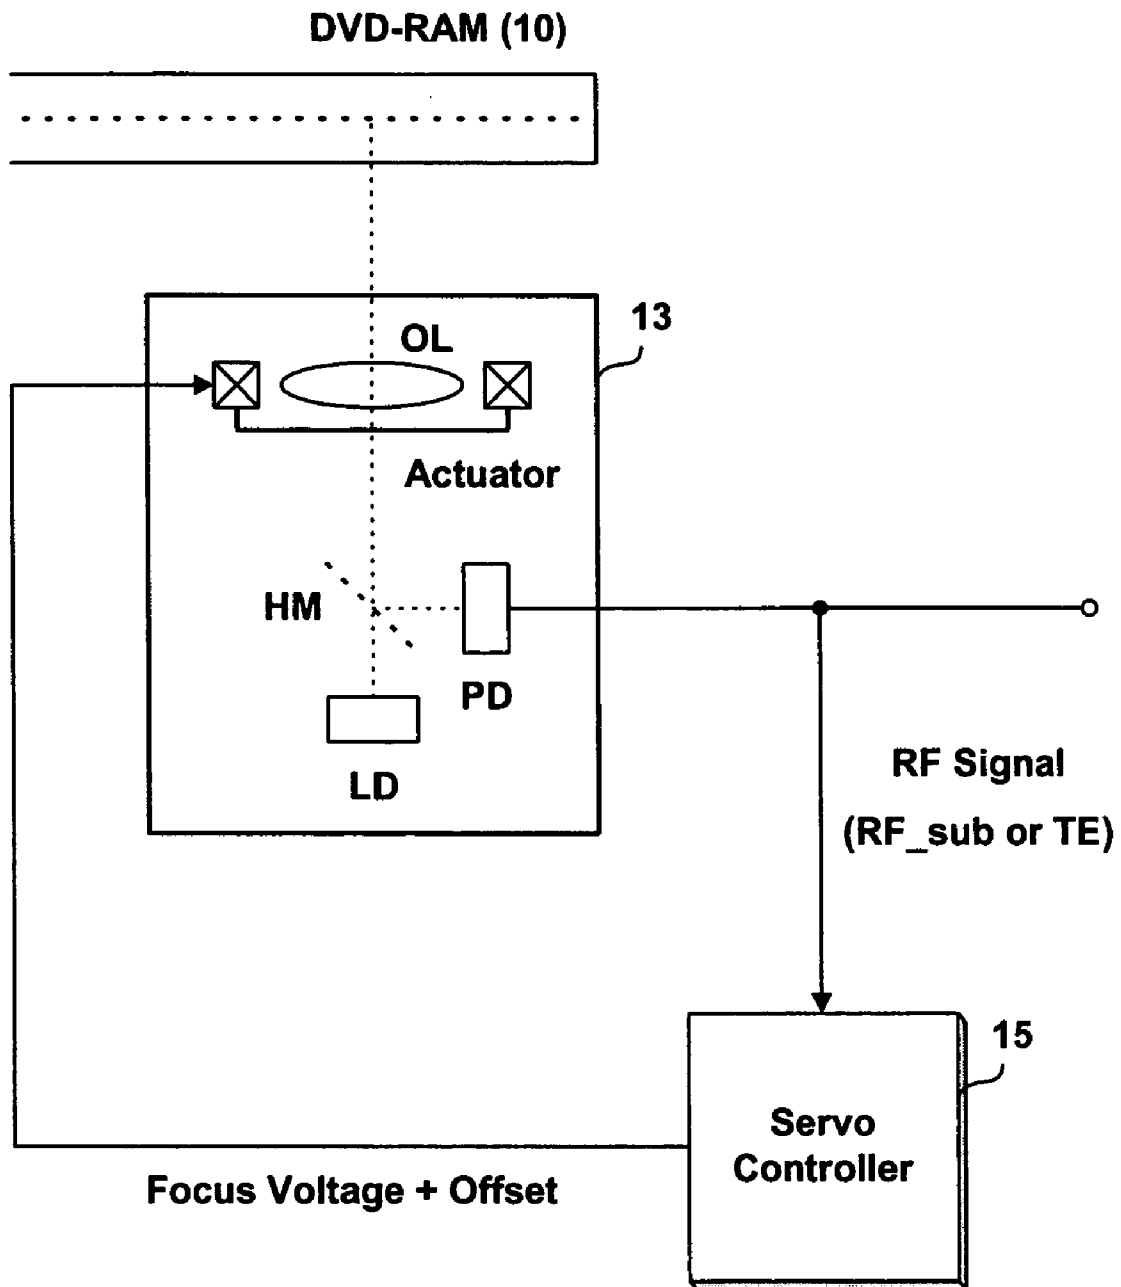 DVD-RAM (10)
13
OL
Actuator
HM
PD
LD
RF Signal
(RF_sub or TE)
15
Servo
Controller
Focus Voltage + Offset